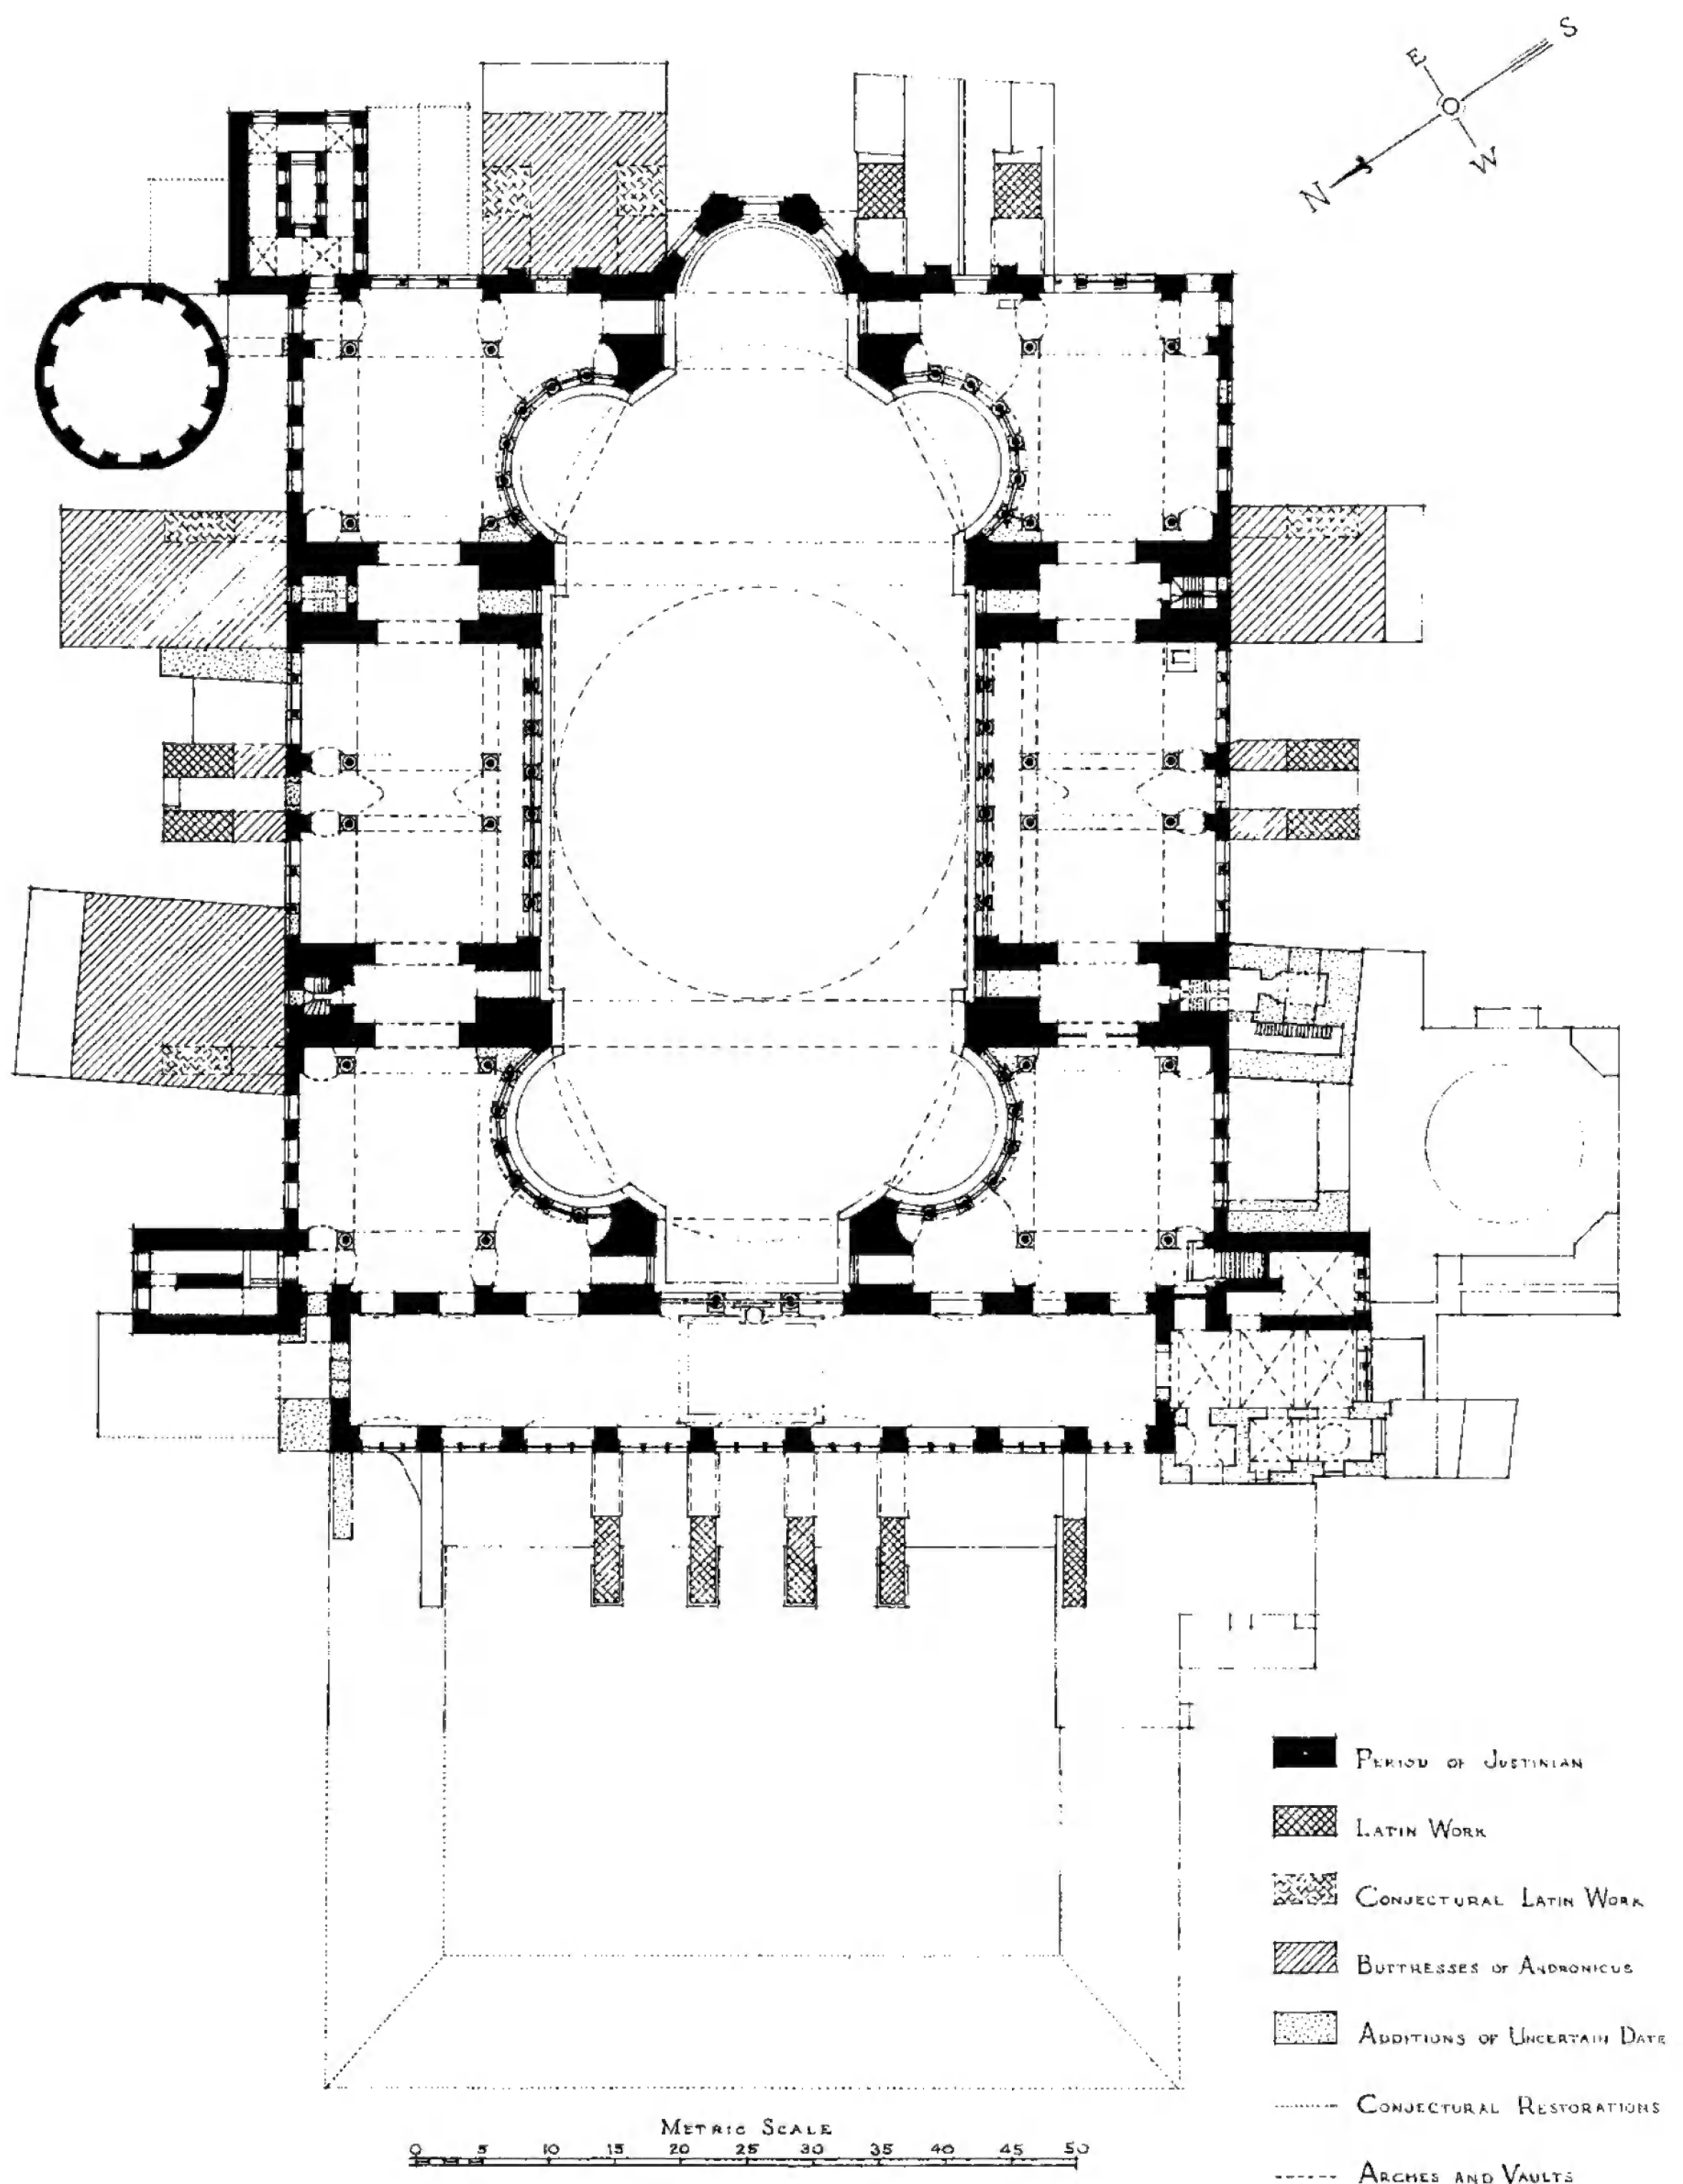 S
E
W
N
PERIOD OF JUSTINIAN
LATIN WORK
CONJECTURAL LATIN WORK
BUTTRESSES OF ANDRONICUS
ADDITIONS OF UNCERTAIN DATE
CONJECTURAL RESTORATIONS
ARCHES AND VAULTS
METRIC SCALE
0 5 10 15 20 25 30 35 40 45 50